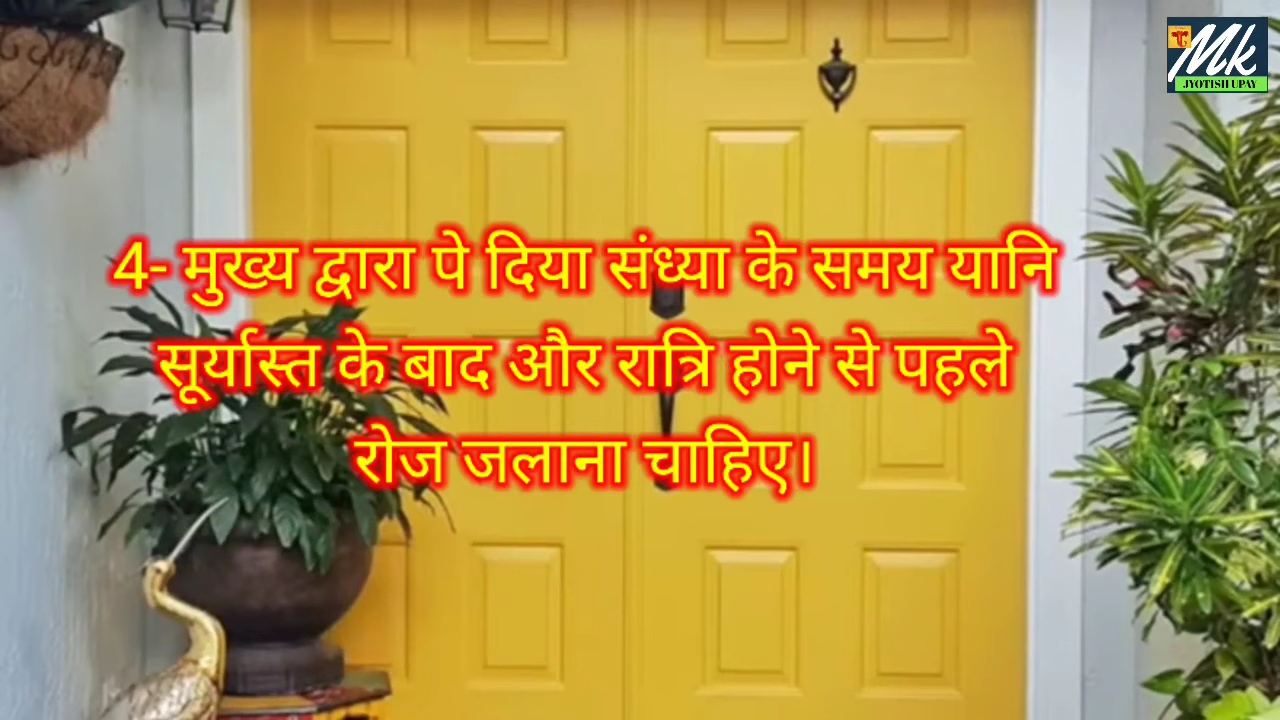 Mk
JYOTISH UPAY
4- मुख्य द्वारा पे दिया संध्या के समय यानि
सूर्यास्त के बाद और रात्रि होने से पहले
रोज जलाना चाहिए।